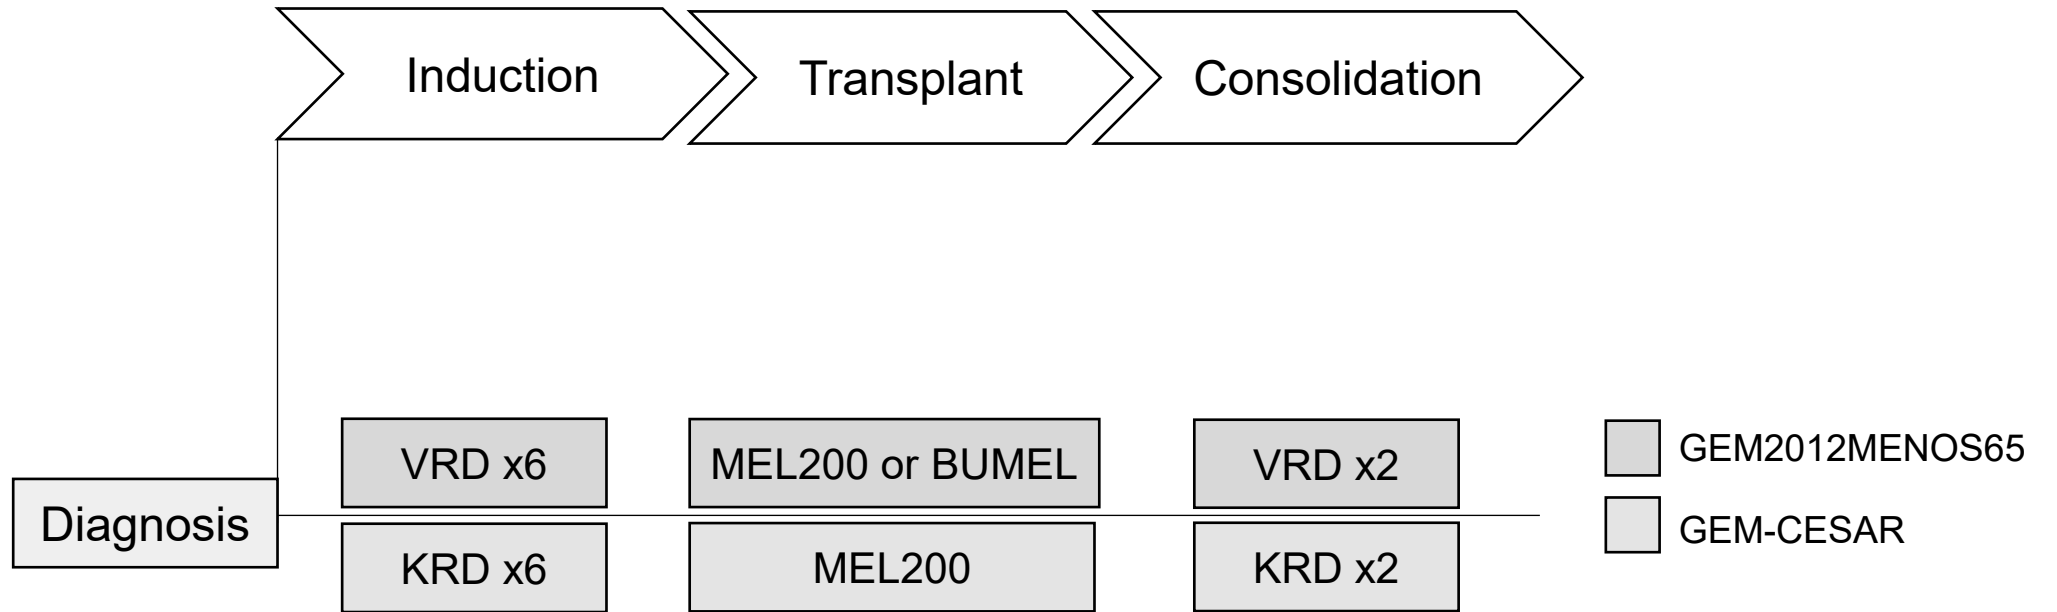 Induction
Transplant
Consolidation
VRD x6
MEL200 or BUMEL
VRD x2
GEM2012MENOS65
Diagnosis
KRD x6
MEL200
KRD x2
GEM-CESAR